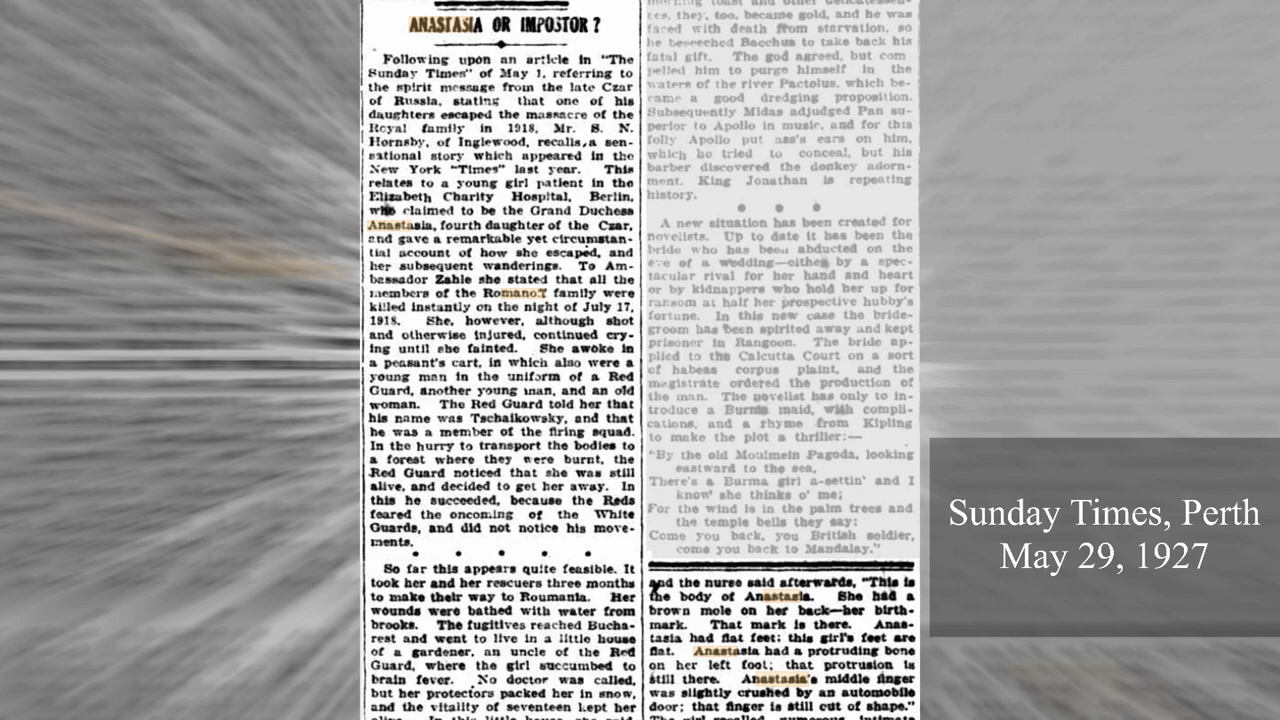 ANASTASIA OR IMPOSTOR?
Following upon an article in "The
Sunday Times" of May 1, referring to
the spirit message from the late Czar
of Russia, stating that one of his
daughters escaped the massacre of the
Royal family in 1918, Mr. S. N.
Hornsby, of Inglewood, recalls a sen-
sational story which appeared in the
New York "Times" last year. This
relates to a young girl patient in the
Elizabeth Charity Hospital, Berlin,
who claimed to be the Grand Duchess
Anastasia, fourth daughter of the Czar,
and gave a remarkable yet circumstan-
tial account of how she escaped, and
her subsequent wanderings. To Am-
bassador Zahle she stated that all the
members of the Romanoff family were
killed instantly on the night of July 17,
1918. She, however, although shot
and otherwise injured, continued cry-
ing until she fainted. She awoke in
a peasant's cart, in which also were a
young man in the uniform of a Red
Guard, another young man, and an old
woman. The Red Guard told her that
his name was Tschaikowsky, and that
he was a member of the firing squad.
In the hurry to transport the bodies to
a forest where they were burnt, the
Red Guard noticed that she was still
alive, and decided to get her away. In
this he succeeded, because the Reds
feared the oncoming of the White
Guards, and did not notice his move-
ments.
So far this appears quite feasible. It
took her and her rescuers three months
to make their way to Roumania. Her
wounds were bathed with water from
brooks. The fugitives reached Bucha-
rest and went to live in a little house
of a gardener, an uncle of the Red
Guard, where the girl succumbed to
brain fever. No doctor was called,
but her protectors packed her in snow,
and the vitality of seventeen kept her
alive. In this little house she said
morning toast and other delicatessen-
ces, they, too, became gold, and he was
faced with death from starvation, so
he beseeched Bacchus to take back his
fatal gift. The god agreed, but com-
pelled him to purge himself in the
waters of the river Pactolus, which be-
came a good dredging proposition.
Subsequently Midas adjudged Pan su-
perior to Apollo in music, and for this
folly Apollo put ass's ears on him,
which he tried to conceal, but his
barber discovered the donkey adorn-
ment. King Jonathan is repeating
history.
A new situation has been created for
novelists. Up to date it has been the
bride who has been abducted on the
eve of a wedding—either by a spec-
tacular rival for her hand and heart
or by kidnappers who hold her up for
ransom at half her prospective hubby's
fortune. In this new case the bride-
groom has been spirited away and kept
prisoner in Rangoon. The bride ap-
plied to the Calcutta Court on a sort
of habeas corpus plaint, and the
magistrate ordered the production of
the man. The novelist has only to in-
troduce a Burma maid, with compli-
cations, and a rhyme from Kipling
to make the plot a thriller:—
"By the old Moulmein Pagoda, looking
eastward to the sea,
There's a Burma girl a-settin' and I
know she thinks o' me;
For the wind is in the palm trees and
the temple bells they say:
Come you back, you British soldier,
come you back to Mandalay."
and the nurse said afterwards, "This is
the body of Anastasia. She had a
brown mole on her back—her birth-
mark. That mark is there. Anas-
tasia had flat feet; this girl's feet are
flat. Anastasia had a protruding bone
on her left foot; that protrusion is
still there. Anastasia's middle finger
was slightly crushed by an automobile
door; that finger is still out of shape."
The girl recalled numerous intimate
Sunday Times, Perth
May 29, 1927